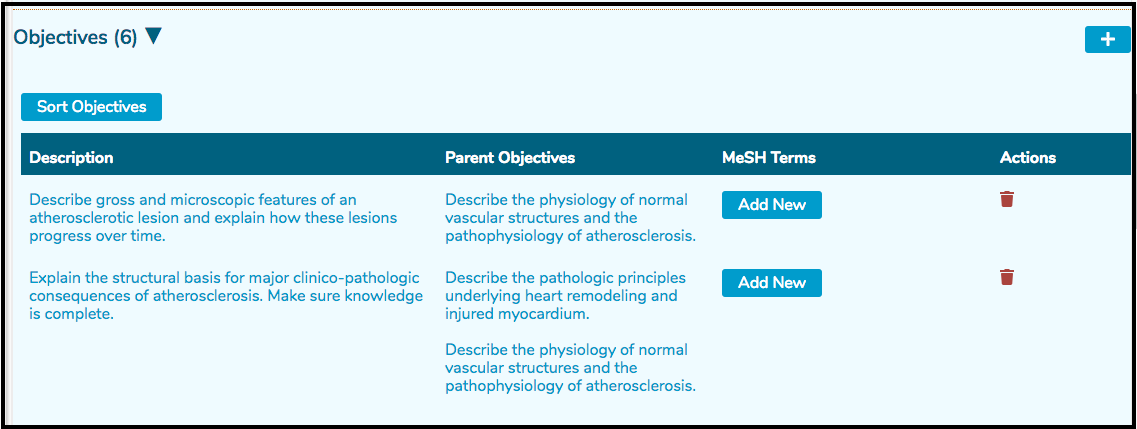 Objectives (6)
Sort Objectives
Description Parent Objectives MeSH Terms Actions
Describe gross and microscopic features of an
atherosclerotic lesion and explain how these lesions
progress over time.
Describe the physiology of normal
vascular structures and the
pathophysiology of atherosclerosis.
Add New
Explain the structural basis for major clinico-pathologic
consequences of atherosclerosis. Make sure knowledge
is complete.
Describe the pathologic principles
underlying heart remodeling and
injured myocardium.
Describe the physiology of normal
vascular structures and the
pathophysiology of atherosclerosis.
Add New